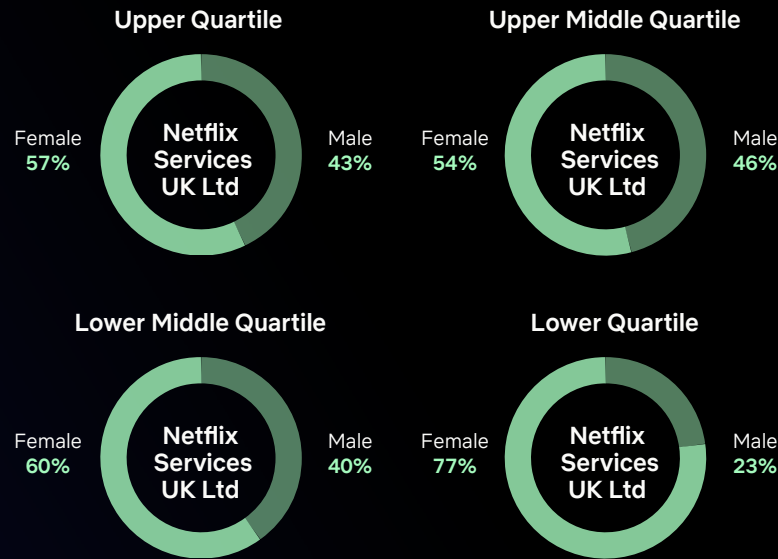 Upper Quartile
Female
57%
Netflix
Services
UK Ltd
Male
43%
Upper Middle Quartile
Female
54%
Netflix
Services
UK Ltd
Male
46%
Lower Middle Quartile
Female
60%
Netflix
Services
UK Ltd
Male
40%
Lower Quartile
Female
77%
Netflix
Services
UK Ltd
Male
23%